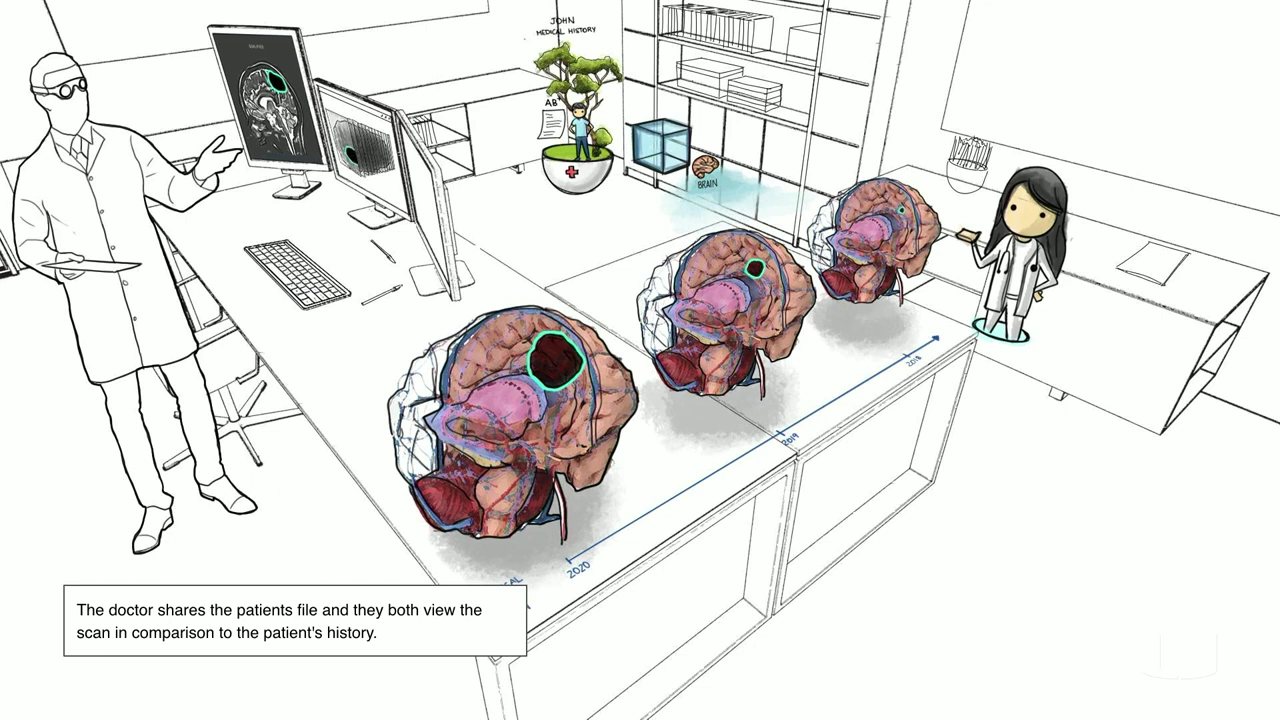 JOHN
MEDICAL HISTORY
AB
BRAIN
2018
2019
2020
The doctor shares the patients file and they both view the
scan in comparison to the patient's history.